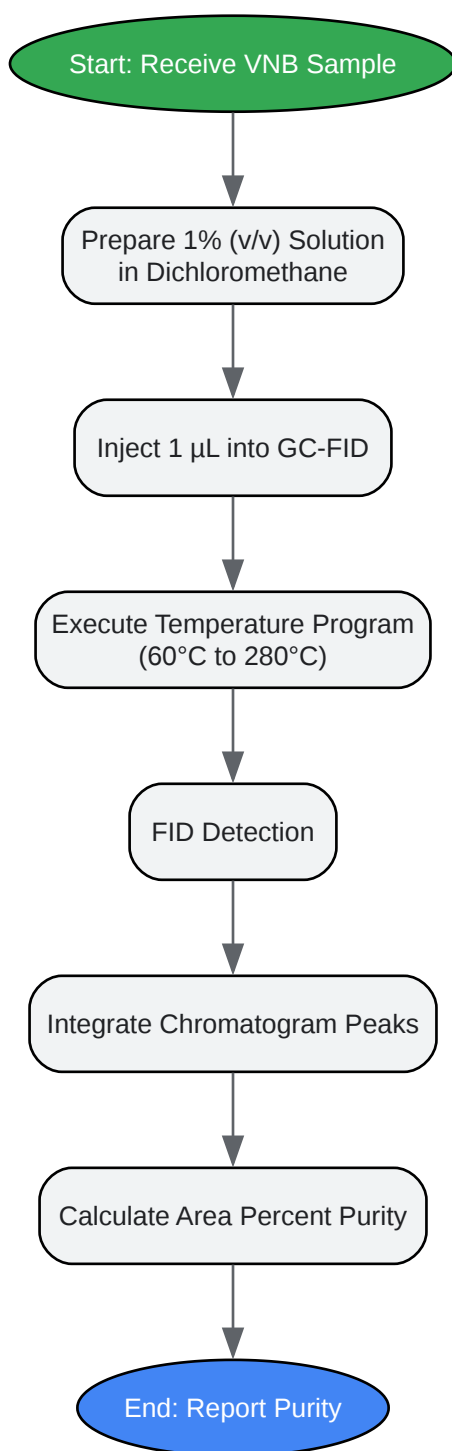 Start: Receive VNB Sample
Prepare 1% (v/v) Solution
in Dichloromethane
Inject 1 µL into GC-FID
Execute Temperature Program
(60°C to 280°C)
FID Detection
Integrate Chromatogram Peaks
Calculate Area Percent Purity
End: Report Purity